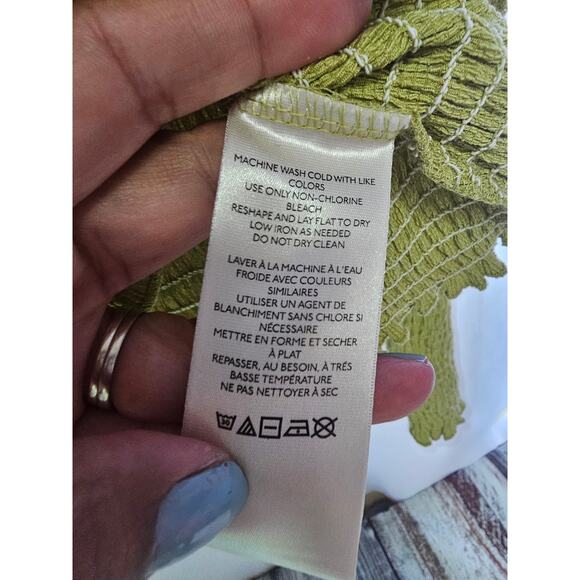 MACHINE WASH COLD WITH LIKE
COLORS
USE ONLY NON-CHLORINE
BLEACH
RESHAPE AND LAY FLAT TO DRY
LOW IRON AS NEEDED
DO NOT DRY CLEAN
LAVER À LA MACHINE À L'EAU
FROIDE AVEC COULEURS
SIMILAIRES
UTILISER UN AGENT DE
BLANCHIMENT SANS CHLORE SI
NÉCESSAIRE
METTRE EN FORME ET SECHER
À PLAT
REPASSER, AU BESOIN, À TRÉS
BASSE TEMPÉRATURE
NE PAS NETTOYER À SEC
30